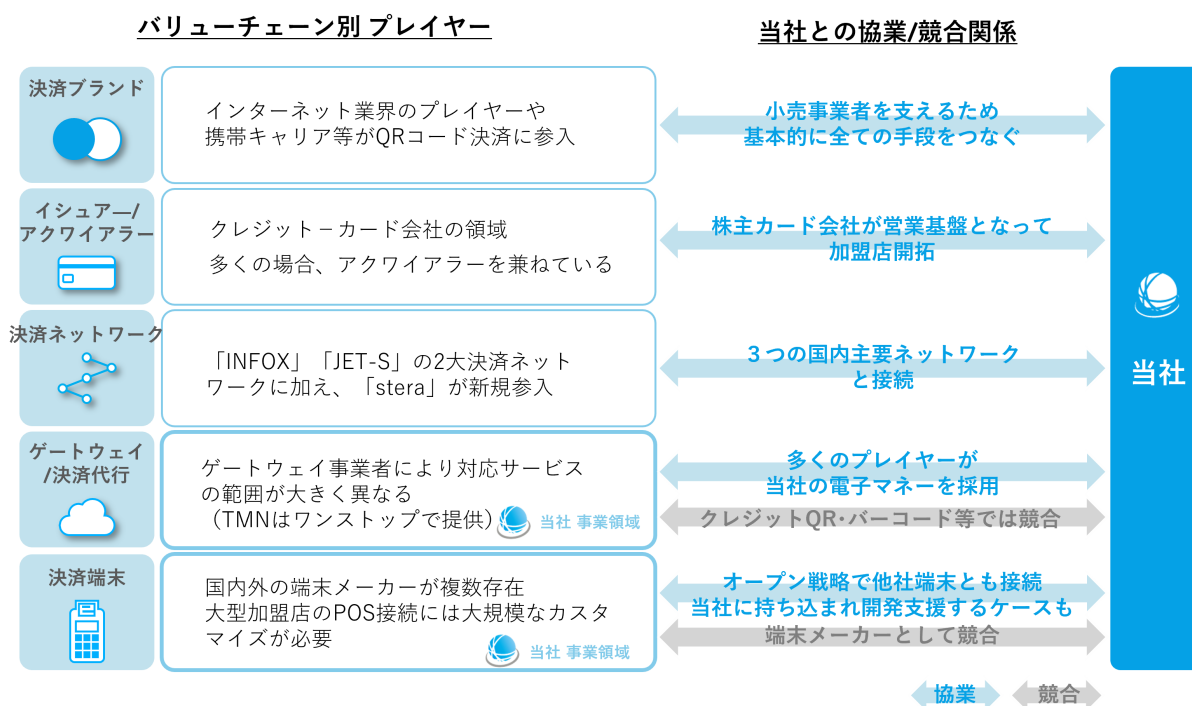 バリューチェーン別 プレイヤー
当社との協業/競合関係
決済ブランド
インターネット業界のプレイヤーや
携帯キャリア等がQRコード決済に参入
小売事業者を支えるため
基本的に全ての手段をつなぐ
イシュアー/
アクワイアラー
クレジット－カード会社の領域
多くの場合、アクワイアラーを兼ねている
株主カード会社が営業基盤となって
加盟店開拓
決済ネットワーク
「INFOX」「JET-S」の2大決済ネット
ワークに加え、「stera」が新規参入
３つの国内主要ネットワーク
と接続
ゲートウェイ
/決済代行
ゲートウェイ事業者により対応サービス
の範囲が大きく異なる
（TMNはワンストップで提供）
当社 事業領域
多くのプレイヤーが
当社の電子マネーを採用
クレジットQR･バーコード等では競合
決済端末
国内外の端末メーカーが複数存在
大型加盟店のPOS接続には大規模なカスタ
マイズが必要
当社 事業領域
オープン戦略で他社端末とも接続
当社に持ち込まれ開発支援するケースも
端末メーカーとして競合
当社
協業
競合